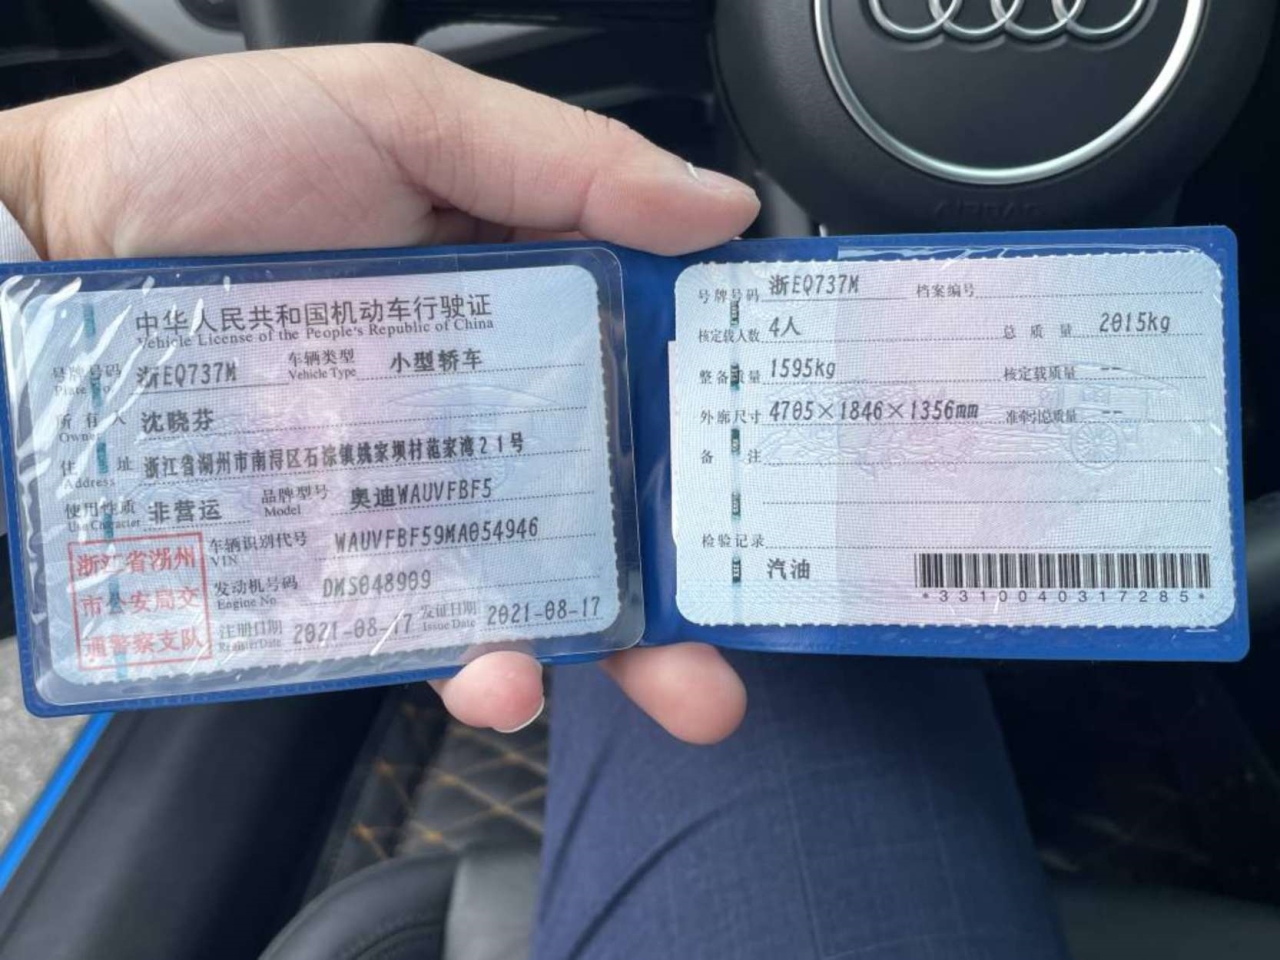 中华人民共和国机动车行驶证
Vehicle License of the People's Republic of China
号牌号码 浙EQ737M 车辆类型 小型轿车
Plate No. Vehicle Type
所有人 沈晓芬
Owner
住址 浙江省湖州市南浔区石淙镇姚家坝村范家湾21号
Address
使用性质 非营运 品牌型号 奥迪WAUVFBF5
Use Character Model
车辆识别代号 WAUVFBF59MA054946
VIN
发动机号码 DMS048909
Engine No.
注册日期 2021-08-17 发证日期 2021-08-17
Register Date Issue Date
浙江省湖州
市公安局交
通警察支队
号牌号码 浙EQ737M 档案编号
核定载人数 4人 总质量 2015kg
整备质量 1595kg 核定载质量 --
外廓尺寸 4705×1846×1356mm 准牵引总质量 --
备注
检验记录
汽油
*3310040317285*
AIRBAG